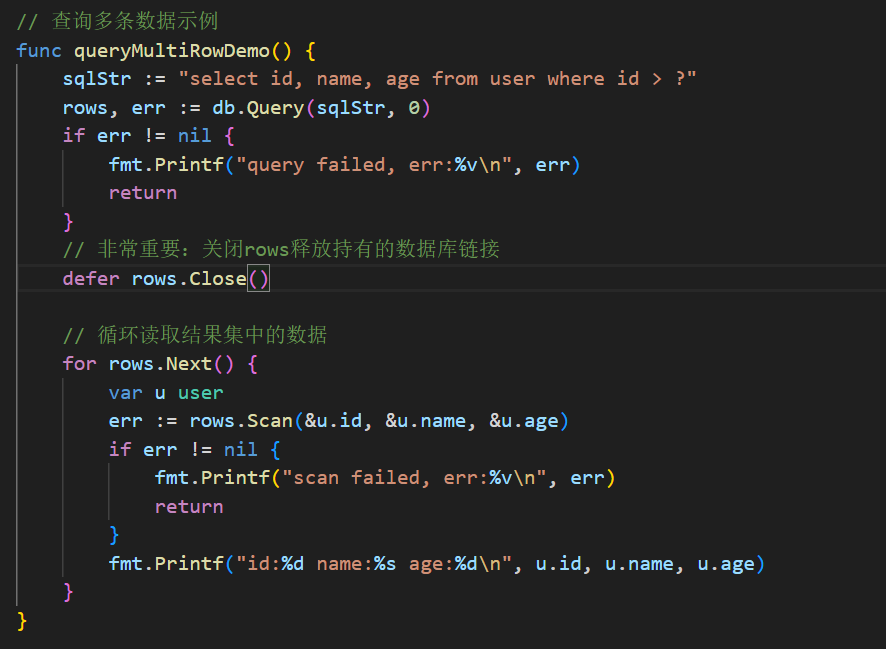 // 查询多条数据示例
func queryMultiRowDemo() {
    sqlStr := "select id, name, age from user where id > ?"
    rows, err := db.Query(sqlStr, 0)
    if err != nil {
        fmt.Printf("query failed, err:%v\n", err)
        return
    }
    // 非常重要：关闭rows释放持有的数据库链接
    defer rows.Close()

    // 循环读取结果集中的数据
    for rows.Next() {
        var u user
        err := rows.Scan(&u.id, &u.name, &u.age)
        if err != nil {
            fmt.Printf("scan failed, err:%v\n", err)
            return
        }
        fmt.Printf("id:%d name:%s age:%d\n", u.id, u.name, u.age)
    }
}